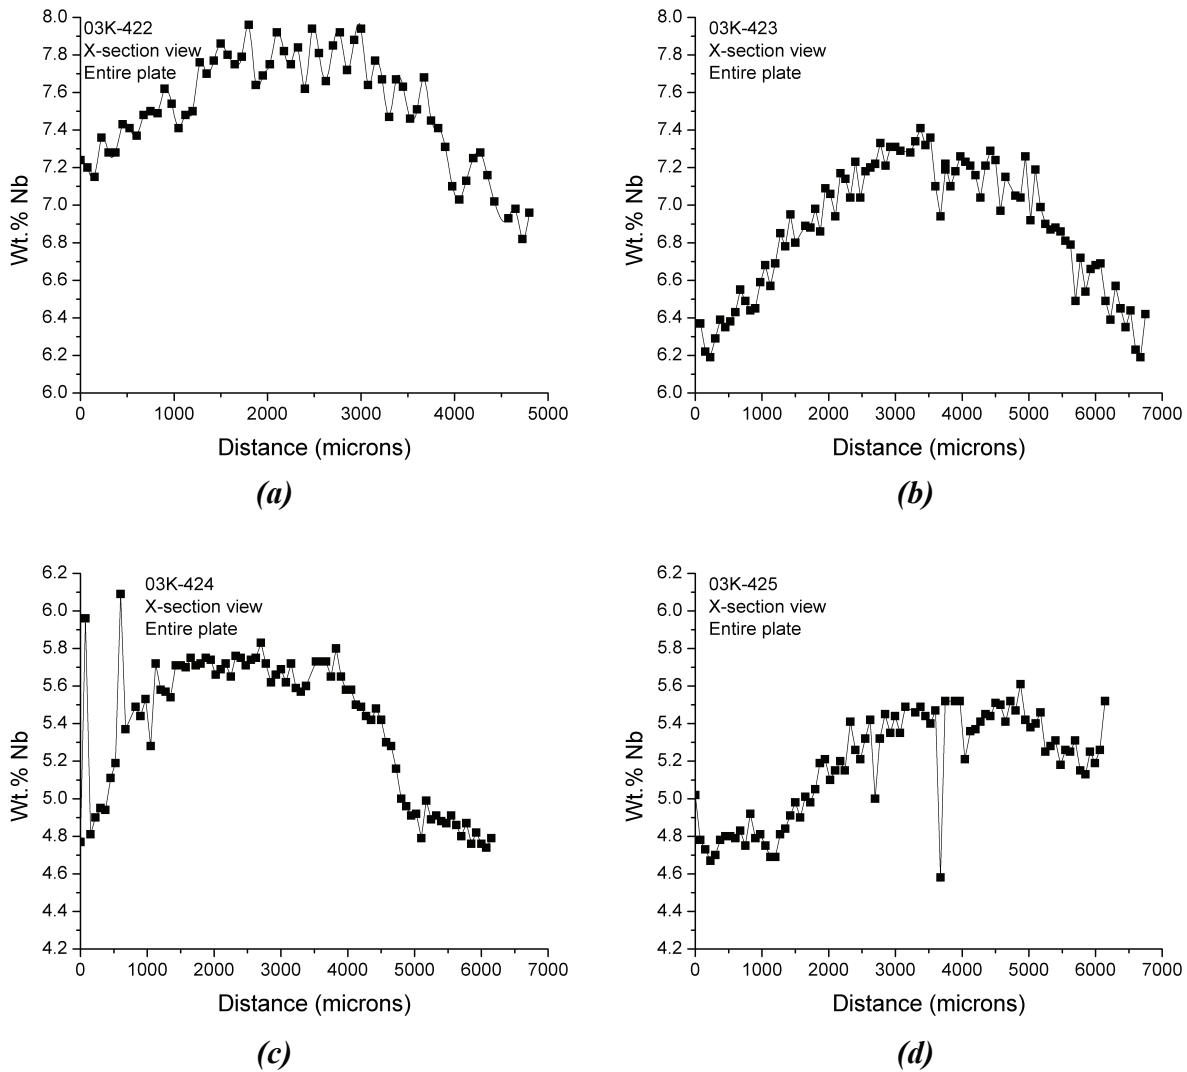 03K-422
X-section view
Entire plate
8.0
7.8
7.6
7.4
7.2
7.0
6.8
6.6
6.4
6.2
6.0
Wt.% Nb
0 1000 2000 3000 4000 5000
Distance (microns)
(a)
03K-423
X-section view
Entire plate
8.0
7.8
7.6
7.4
7.2
7.0
6.8
6.6
6.4
6.2
6.0
Wt.% Nb
0 1000 2000 3000 4000 5000 6000 7000
Distance (microns)
(b)
03K-424
X-section view
Entire plate
6.2
6.0
5.8
5.6
5.4
5.2
5.0
4.8
4.6
4.4
4.2
Wt.% Nb
0 1000 2000 3000 4000 5000 6000 7000
Distance (microns)
(c)
03K-425
X-section view
Entire plate
6.2
6.0
5.8
5.6
5.4
5.2
5.0
4.8
4.6
4.4
4.2
Wt.% Nb
0 1000 2000 3000 4000 5000 6000 7000
Distance (microns)
(d)